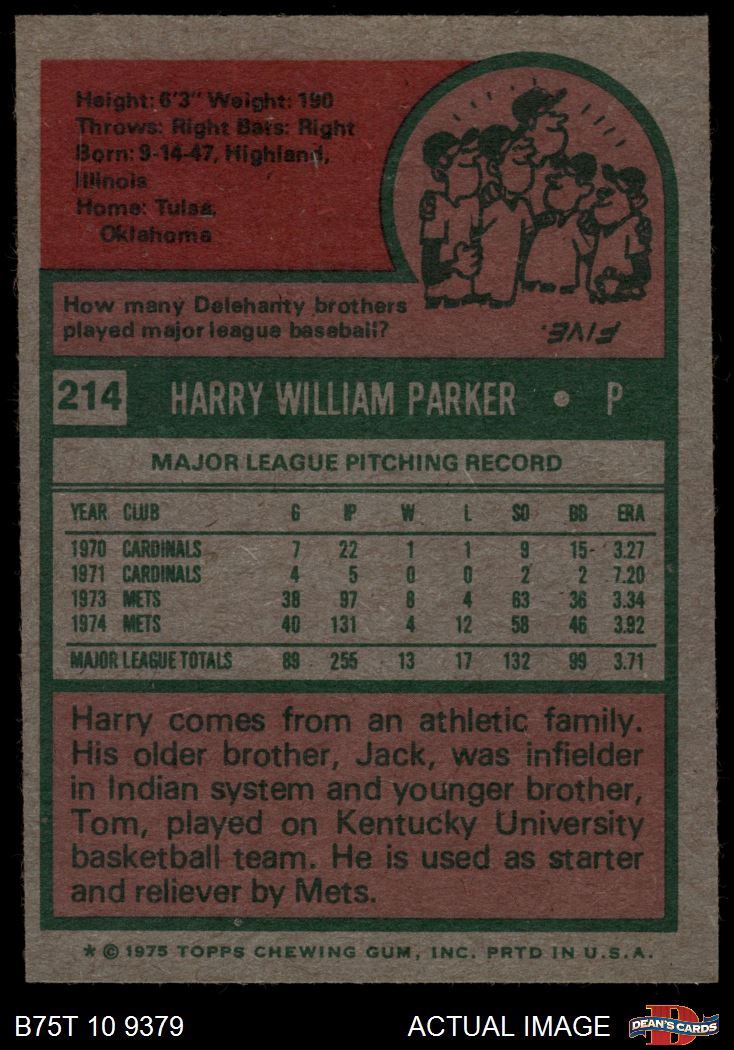 Height: 6'3" Weight: 190
Throws: Right Bats: Right
Born: 9-14-47, Highland,
Illinois
Home: Tulsa,
Oklahoma
How many Delehanty brothers
played major league baseball?
FIVE.
214 HARRY WILLIAM PARKER • P
MAJOR LEAGUE PITCHING RECORD
YEAR CLUB G IP W L SO BB ERA
1970 CARDINALS 7 22 1 1 9 15 3.27
1971 CARDINALS 4 5 0 0 2 2 7.20
1973 METS 38 97 8 4 63 36 3.34
1974 METS 40 131 4 12 58 46 3.92
MAJOR LEAGUE TOTALS 89 255 13 17 132 99 3.71
Harry comes from an athletic family.
His older brother, Jack, was infielder
in Indian system and younger brother,
Tom, played on Kentucky University
basketball team. He is used as starter
and reliever by Mets.
* © 1975 TOPPS CHEWING GUM, INC. PRTD IN U.S.A.
B75T 10 9379 ACTUAL IMAGE DEAN'S CARDS